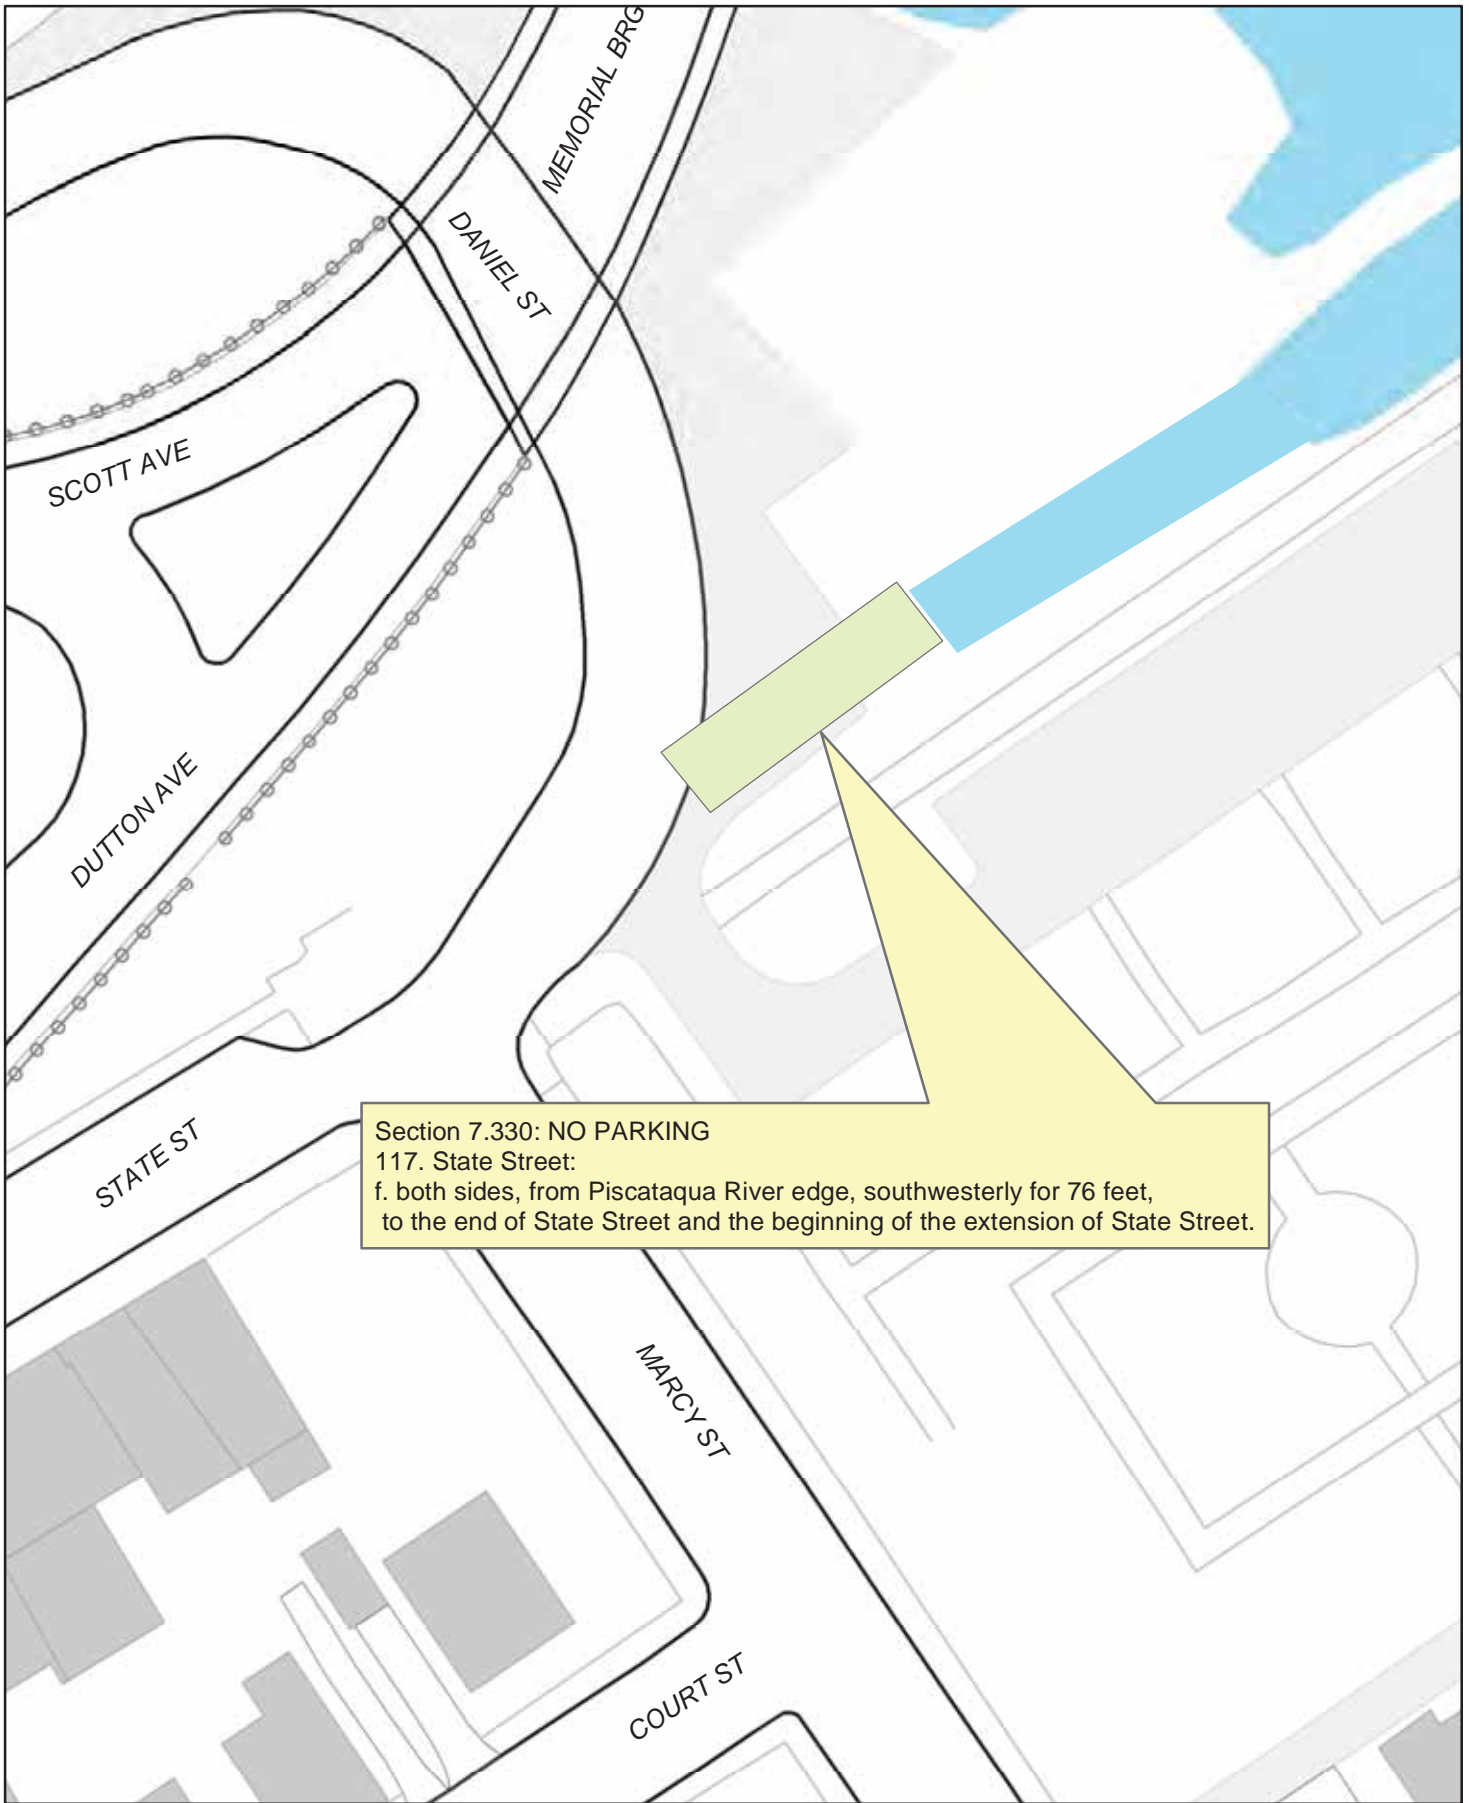 MEMORIAL BRG
DANIEL ST
SCOTT AVE
DUTTON AVE
STATE ST
Section 7.330: NO PARKING
117. State Street:
f. both sides, from Piscataqua River edge, southwesterly for 76 feet,
to the end of State Street and the beginning of the extension of State Street.
MARCY ST
COURT ST